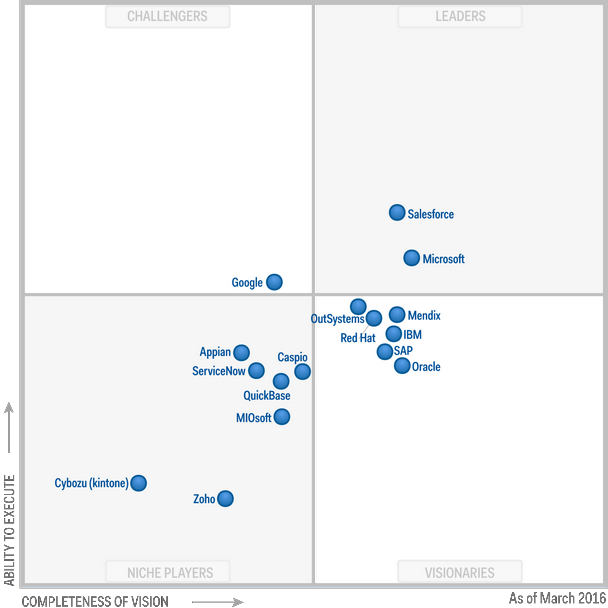 CHALLENGERS
LEADERS
Salesforce
Microsoft
Google
OutSystems
Mendix
Red Hat
IBM
SAP
Oracle
Appian
Caspio
ServiceNow
QuickBase
MIOsoft
Cybozu (kintone)
Zoho
ABILITY TO EXECUTE
NICHE PLAYERS
VISIONARIES
COMPLETENESS OF VISION
As of March 2016